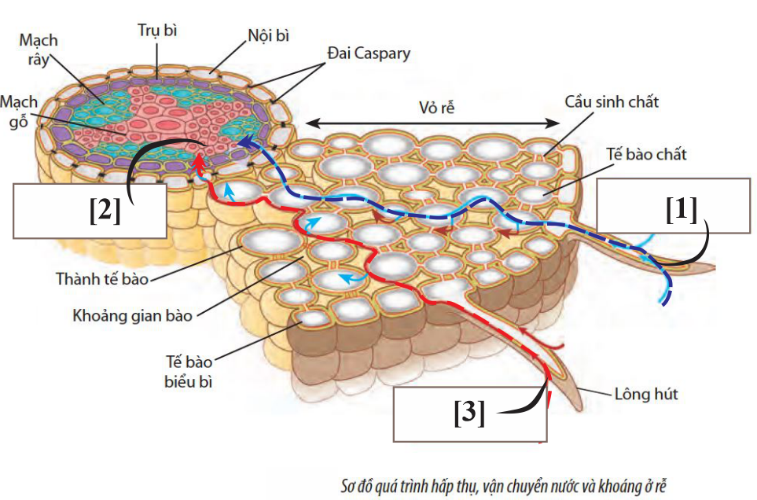 Trụ bì
Nội bì
Mạch
rây
Đai Caspary
Mạch
gỗ
Vỏ rễ
Cầu sinh chất
Tế bào chất
[1]
[2]
Thành tế bào
Khoảng gian bào
Tế bào
biểu bì
[3]
Lông hút
Sơ đồ quá trình hấp thụ, vận chuyển nước và khoáng ở rễ